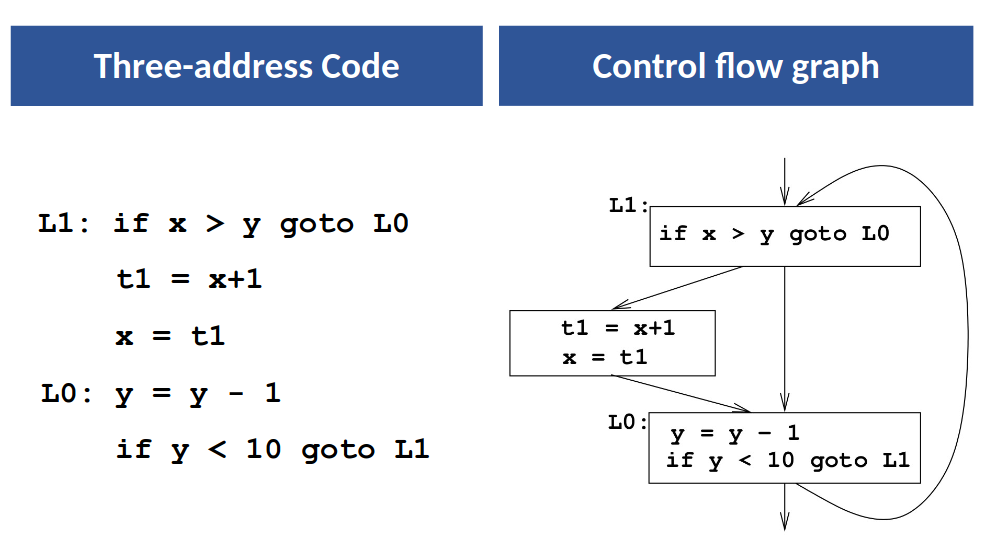 Three-address Code
Control flow graph
L1: if x > y goto L0
t1 = x+1
x = t1
L0: y = y - 1
if y < 10 goto L1
L1:
if x > y goto L0
t1 = x+1
x = t1
L0:
y = y – 1
if y < 10 goto L1